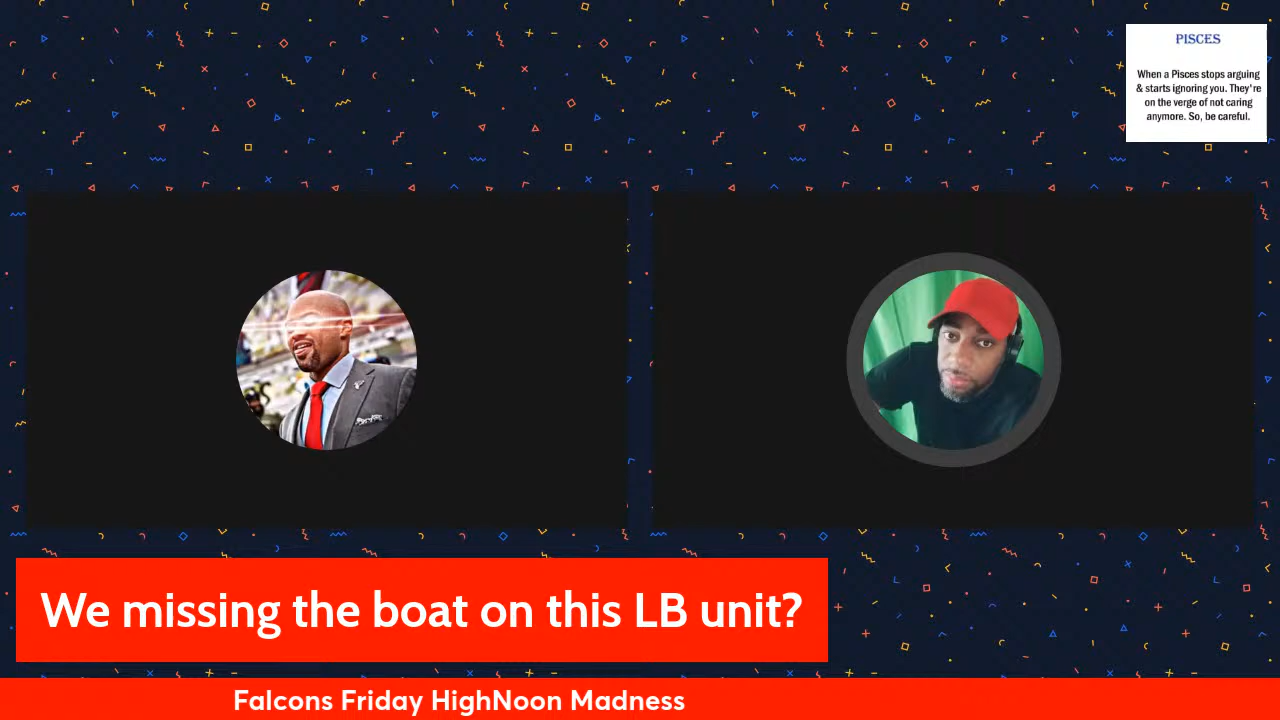 PISCES
When a Pisces stops arguing
& starts ignoring you. They're
on the verge of not caring
anymore. So, be careful.
We missing the boat on this LB unit?
Falcons Friday HighNoon Madness